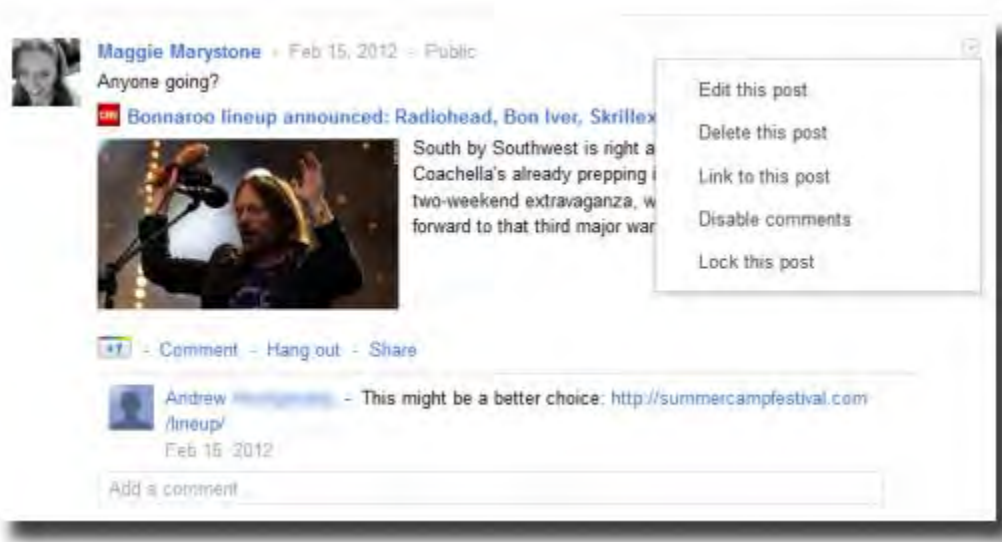 Maggie Marystone - Feb 15, 2012 - Public
Anyone going?
CNN Bonnaroo lineup announced: Radiohead, Bon Iver, Skrillex
South by Southwest is right a
Coachella's already prepping i
two-weekend extravaganza, w
forward to that third major war
Edit this post
Delete this post
Link to this post
Disable comments
Lock this post
+1 - Comment - Hang out - Share
Andrew - This might be a better choice: http://summercampfestival.com
/lineup/
Feb 15, 2012
Add a comment...